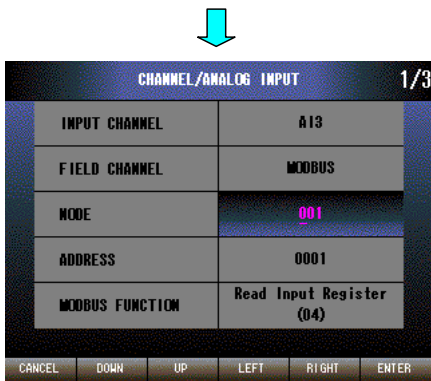 CHANNEL/ANALOG INPUT 1/3
INPUT CHANNEL AI3
FIELD CHANNEL MODBUS
NODE 001
ADDRESS 0001
MODBUS FUNCTION Read Input Register
(04)
CANCEL DOWN UP LEFT RIGHT ENTER